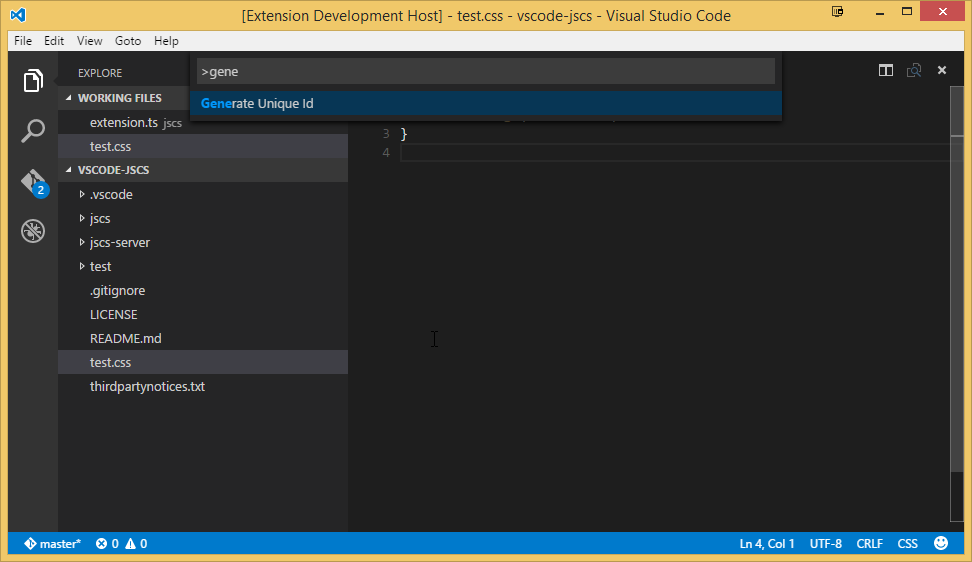 [Extension Development Host] - test.css - vscode-jscs - Visual Studio Code
File Edit View Goto Help
EXPLORE
>gene
Generate Unique Id
WORKING FILES
extension.ts jscs
test.css
VSCODE-JSCS
.vscode
jscs
jscs-server
test
.gitignore
LICENSE
README.md
test.css
thirdpartynotices.txt
2
3 }
4
master* 0 0 Ln 4, Col 1 UTF-8 CRLF CSS